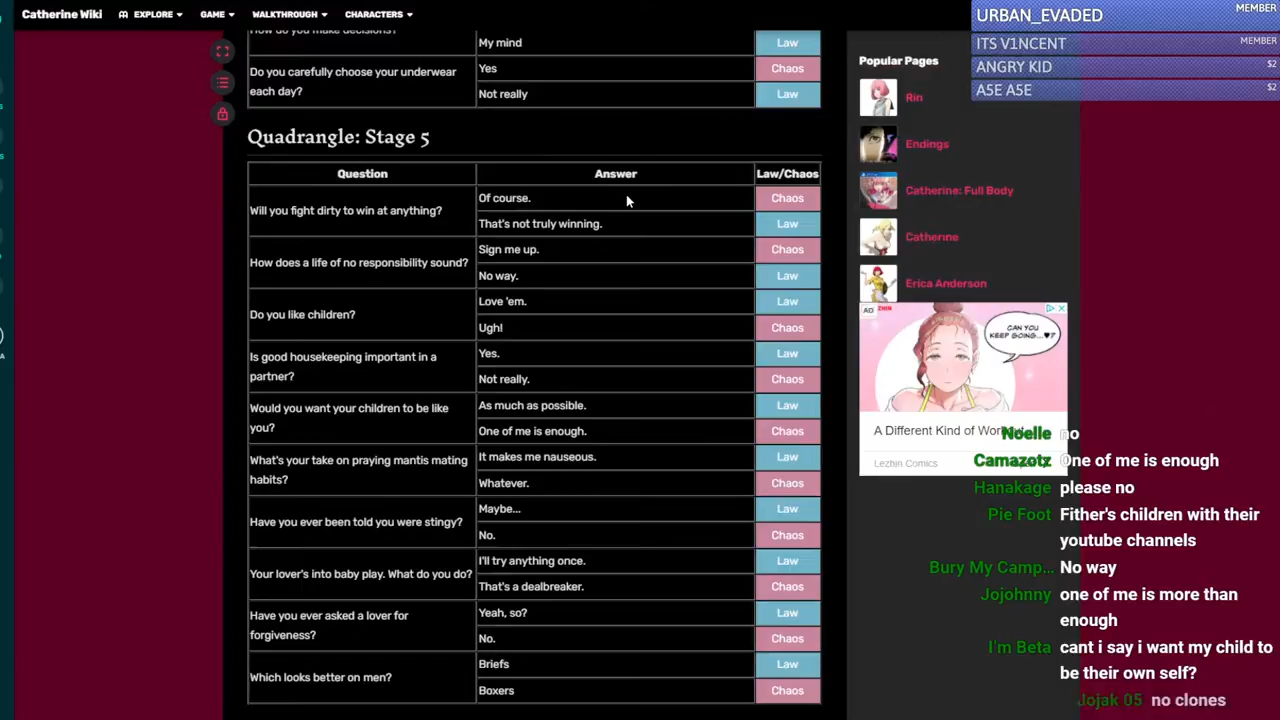 Catherine Wiki
EXPLORE
GAME
WALKTHROUGH
CHARACTERS
How do you make decisions?
My mind
Law
Do you carefully choose your underwear
each day?
Yes
Chaos
Not really
Law
Quadrangle: Stage 5
Question
Answer
Law/Chaos
Will you fight dirty to win at anything?
Of course.
Chaos
That's not truly winning.
Law
How does a life of no responsibility sound?
Sign me up.
Chaos
No way.
Law
Do you like children?
Love 'em.
Law
Ugh!
Chaos
Is good housekeeping important in a
partner?
Yes.
Law
Not really.
Chaos
Would you want your children to be like
you?
As much as possible.
Law
One of me is enough.
Chaos
What's your take on praying mantis mating
habits?
It makes me nauseous.
Law
Whatever.
Chaos
Have you ever been told you were stingy?
Maybe...
Law
No.
Chaos
Your lover's into baby play. What do you do?
I'll try anything once.
Law
That's a dealbreaker.
Chaos
Have you ever asked a lover for
forgiveness?
Yeah, so?
Law
No.
Chaos
Which looks better on men?
Briefs
Law
Boxers
Chaos
Popular Pages
Rin
Endings
Catherine: Full Body
Catherine
Erica Anderson
AD
CAN YOU
KEEP GOING...♥?
A Different Kind of
Lezhin Comics
URBAN_EVADED
MEMBER
ITS V1NCENT
MEMBER
ANGRY KID
$2
A5E A5E
$2
Noelle no
Camazotz One of me is enough
Hanakage please no
Pie Foot Fither's children with their
youtube channels
Bury My Camp... No way
Jojohnny one of me is more than
enough
I'm Beta cant i say i want my child to
be their own self?
Jojak 05 no clones